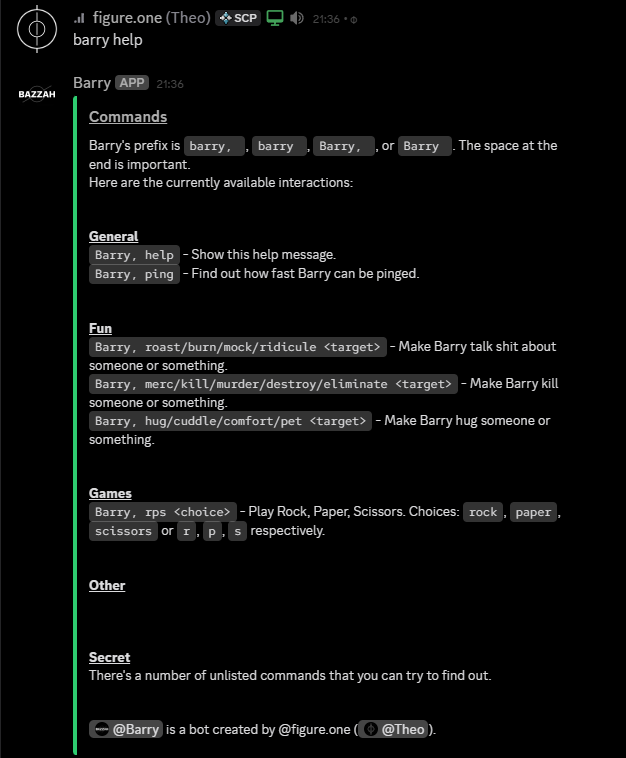 figure.one (Theo) SCP 21:36 •
barry help
BAZZAH
Barry APP 21:36
Commands
Barry's prefix is barry, , barry , Barry, , or Barry . The space at the
end is important.
Here are the currently available interactions:
General
Barry, help - Show this help message.
Barry, ping - Find out how fast Barry can be pinged.
Fun
Barry, roast/burn/mock/ridicule <target> - Make Barry talk shit about
someone or something.
Barry, merc/kill/murder/destroy/eliminate <target> - Make Barry kill
someone or something.
Barry, hug/cuddle/comfort/pet <target> - Make Barry hug someone or
something.
Games
Barry, rps <choice> - Play Rock, Paper, Scissors. Choices: rock , paper ,
scissors or r , p , s respectively.
Other
Secret
There's a number of unlisted commands that you can try to find out.
BAZZAH @Barry is a bot created by @figure.one ( @Theo ).